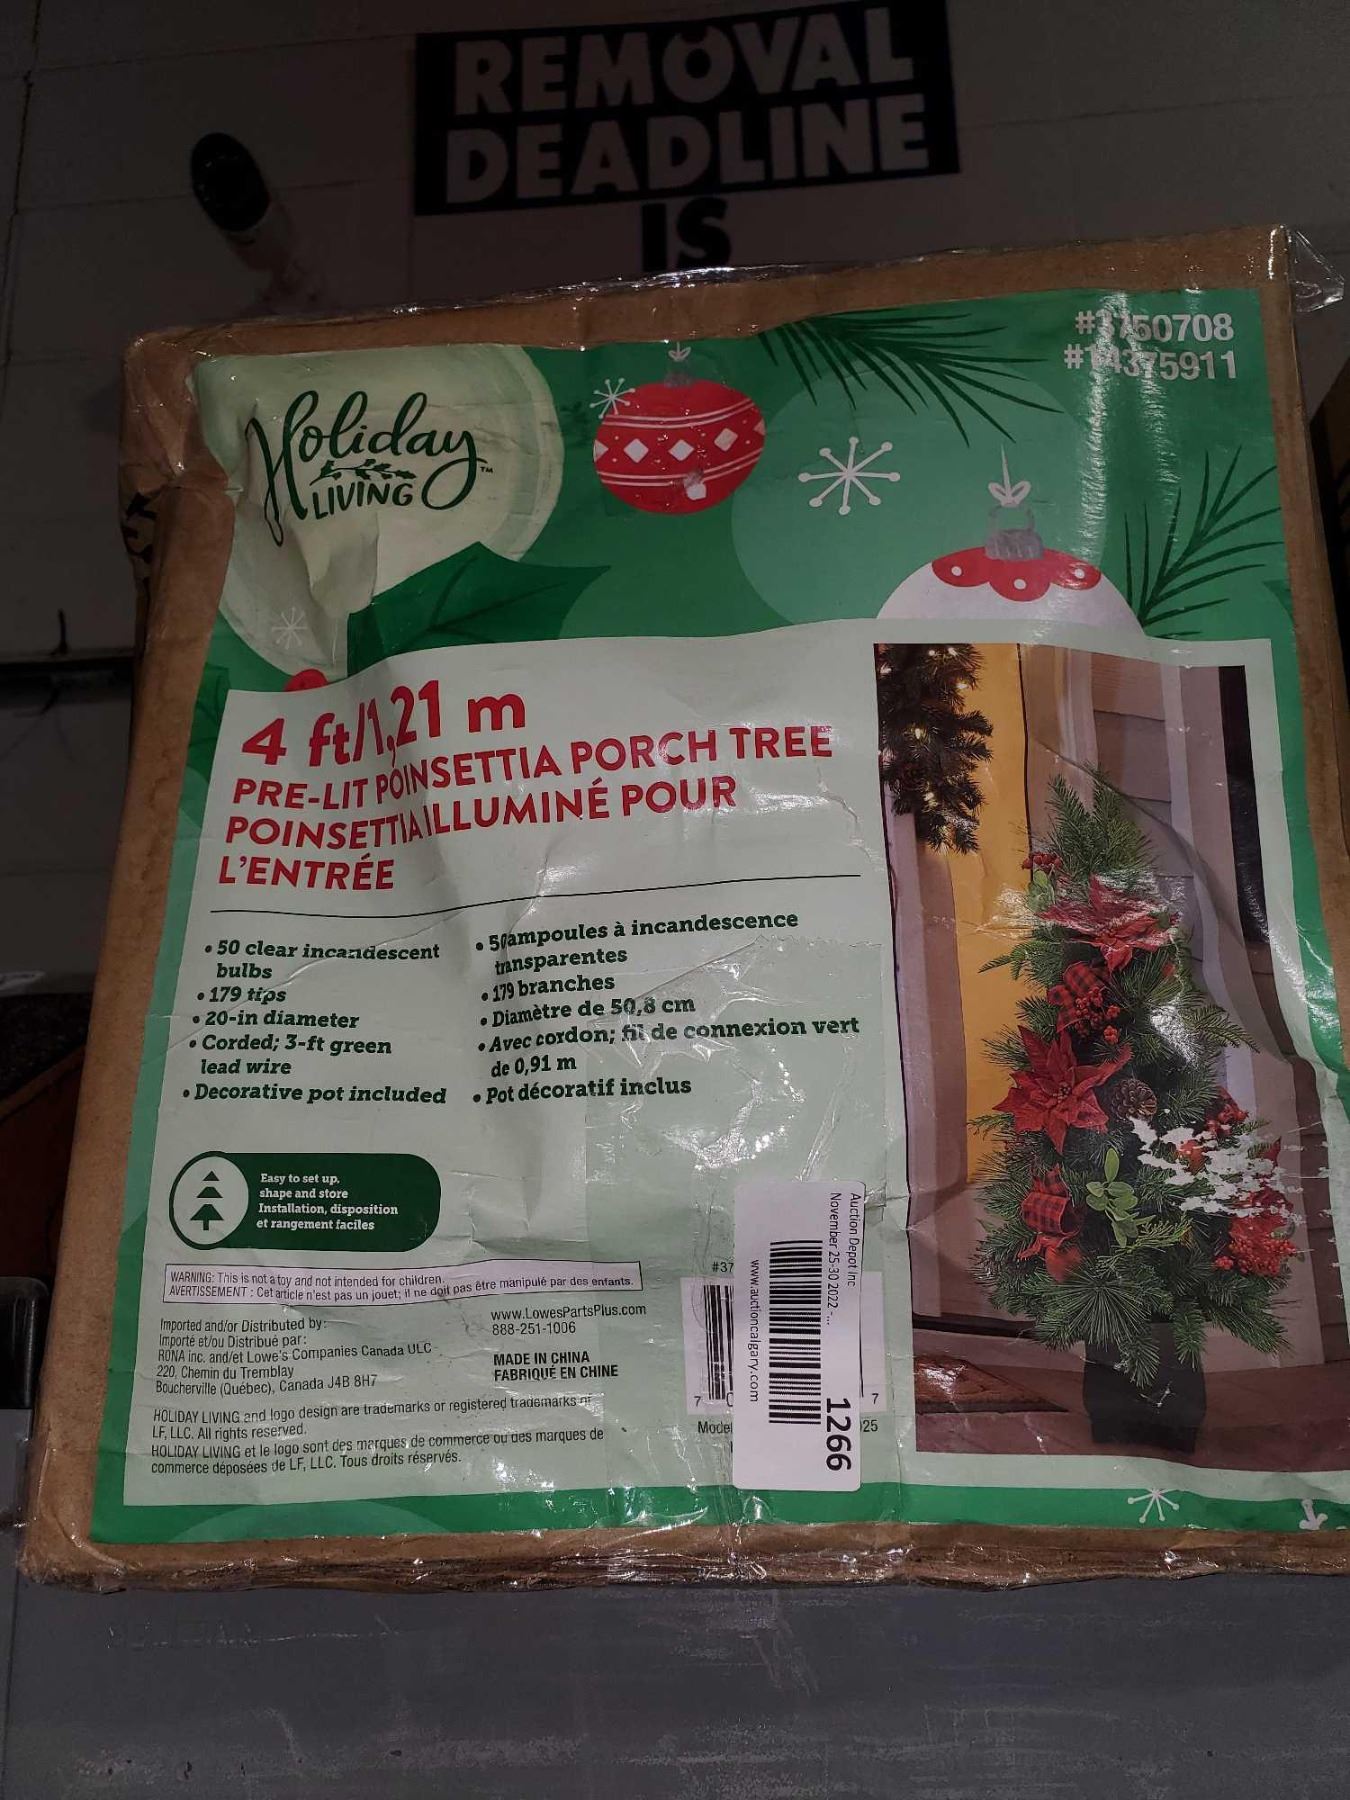 REMOVAL
DEADLINE
IS
#3750708
#14375911
Holiday
LIVING™
4 ft/1,21 m
PRE-LIT POINSETTIA PORCH TREE
POINSETTIA ILLUMINÉ POUR
L'ENTRÉE
• 50 clear incandescent
bulbs
• 179 tips
• 20-in diameter
• Corded; 3-ft green
lead wire
• Decorative pot included
• 50 ampoules à incandescence
transparentes
• 179 branches
• Diamètre de 50,8 cm
• Avec cordon; fil de connexion vert
de 0,91 m
• Pot décoratif inclus
Easy to set up,
shape and store
Installation, disposition
et rangement faciles
WARNING: This is not a toy and not intended for children.
AVERTISSEMENT : Cet article n'est pas un jouet; il ne doit pas être manipulé par des enfants.
Imported and/or Distributed by:
Importé et/ou Distribué par:
RONA inc. and/et Lowe's Companies Canada ULC
220, Chemin du Tremblay
Boucherville (Québec), Canada J4B 8H7
www.LowesPartsPlus.com
888-251-1006
MADE IN CHINA
FABRIQUÉ EN CHINE
HOLIDAY LIVING and logo design are trademarks or registered trademarks of
LF, LLC. All rights reserved.
HOLIDAY LIVING et le logo sont des marques de commerce ou des marques de
commerce déposées de LF, LLC. Tous droits réservés.
#37
7
7
Model
25
Auction Depot Inc
November 25-30 2022 -...
www.auctioncalgary.com
1266